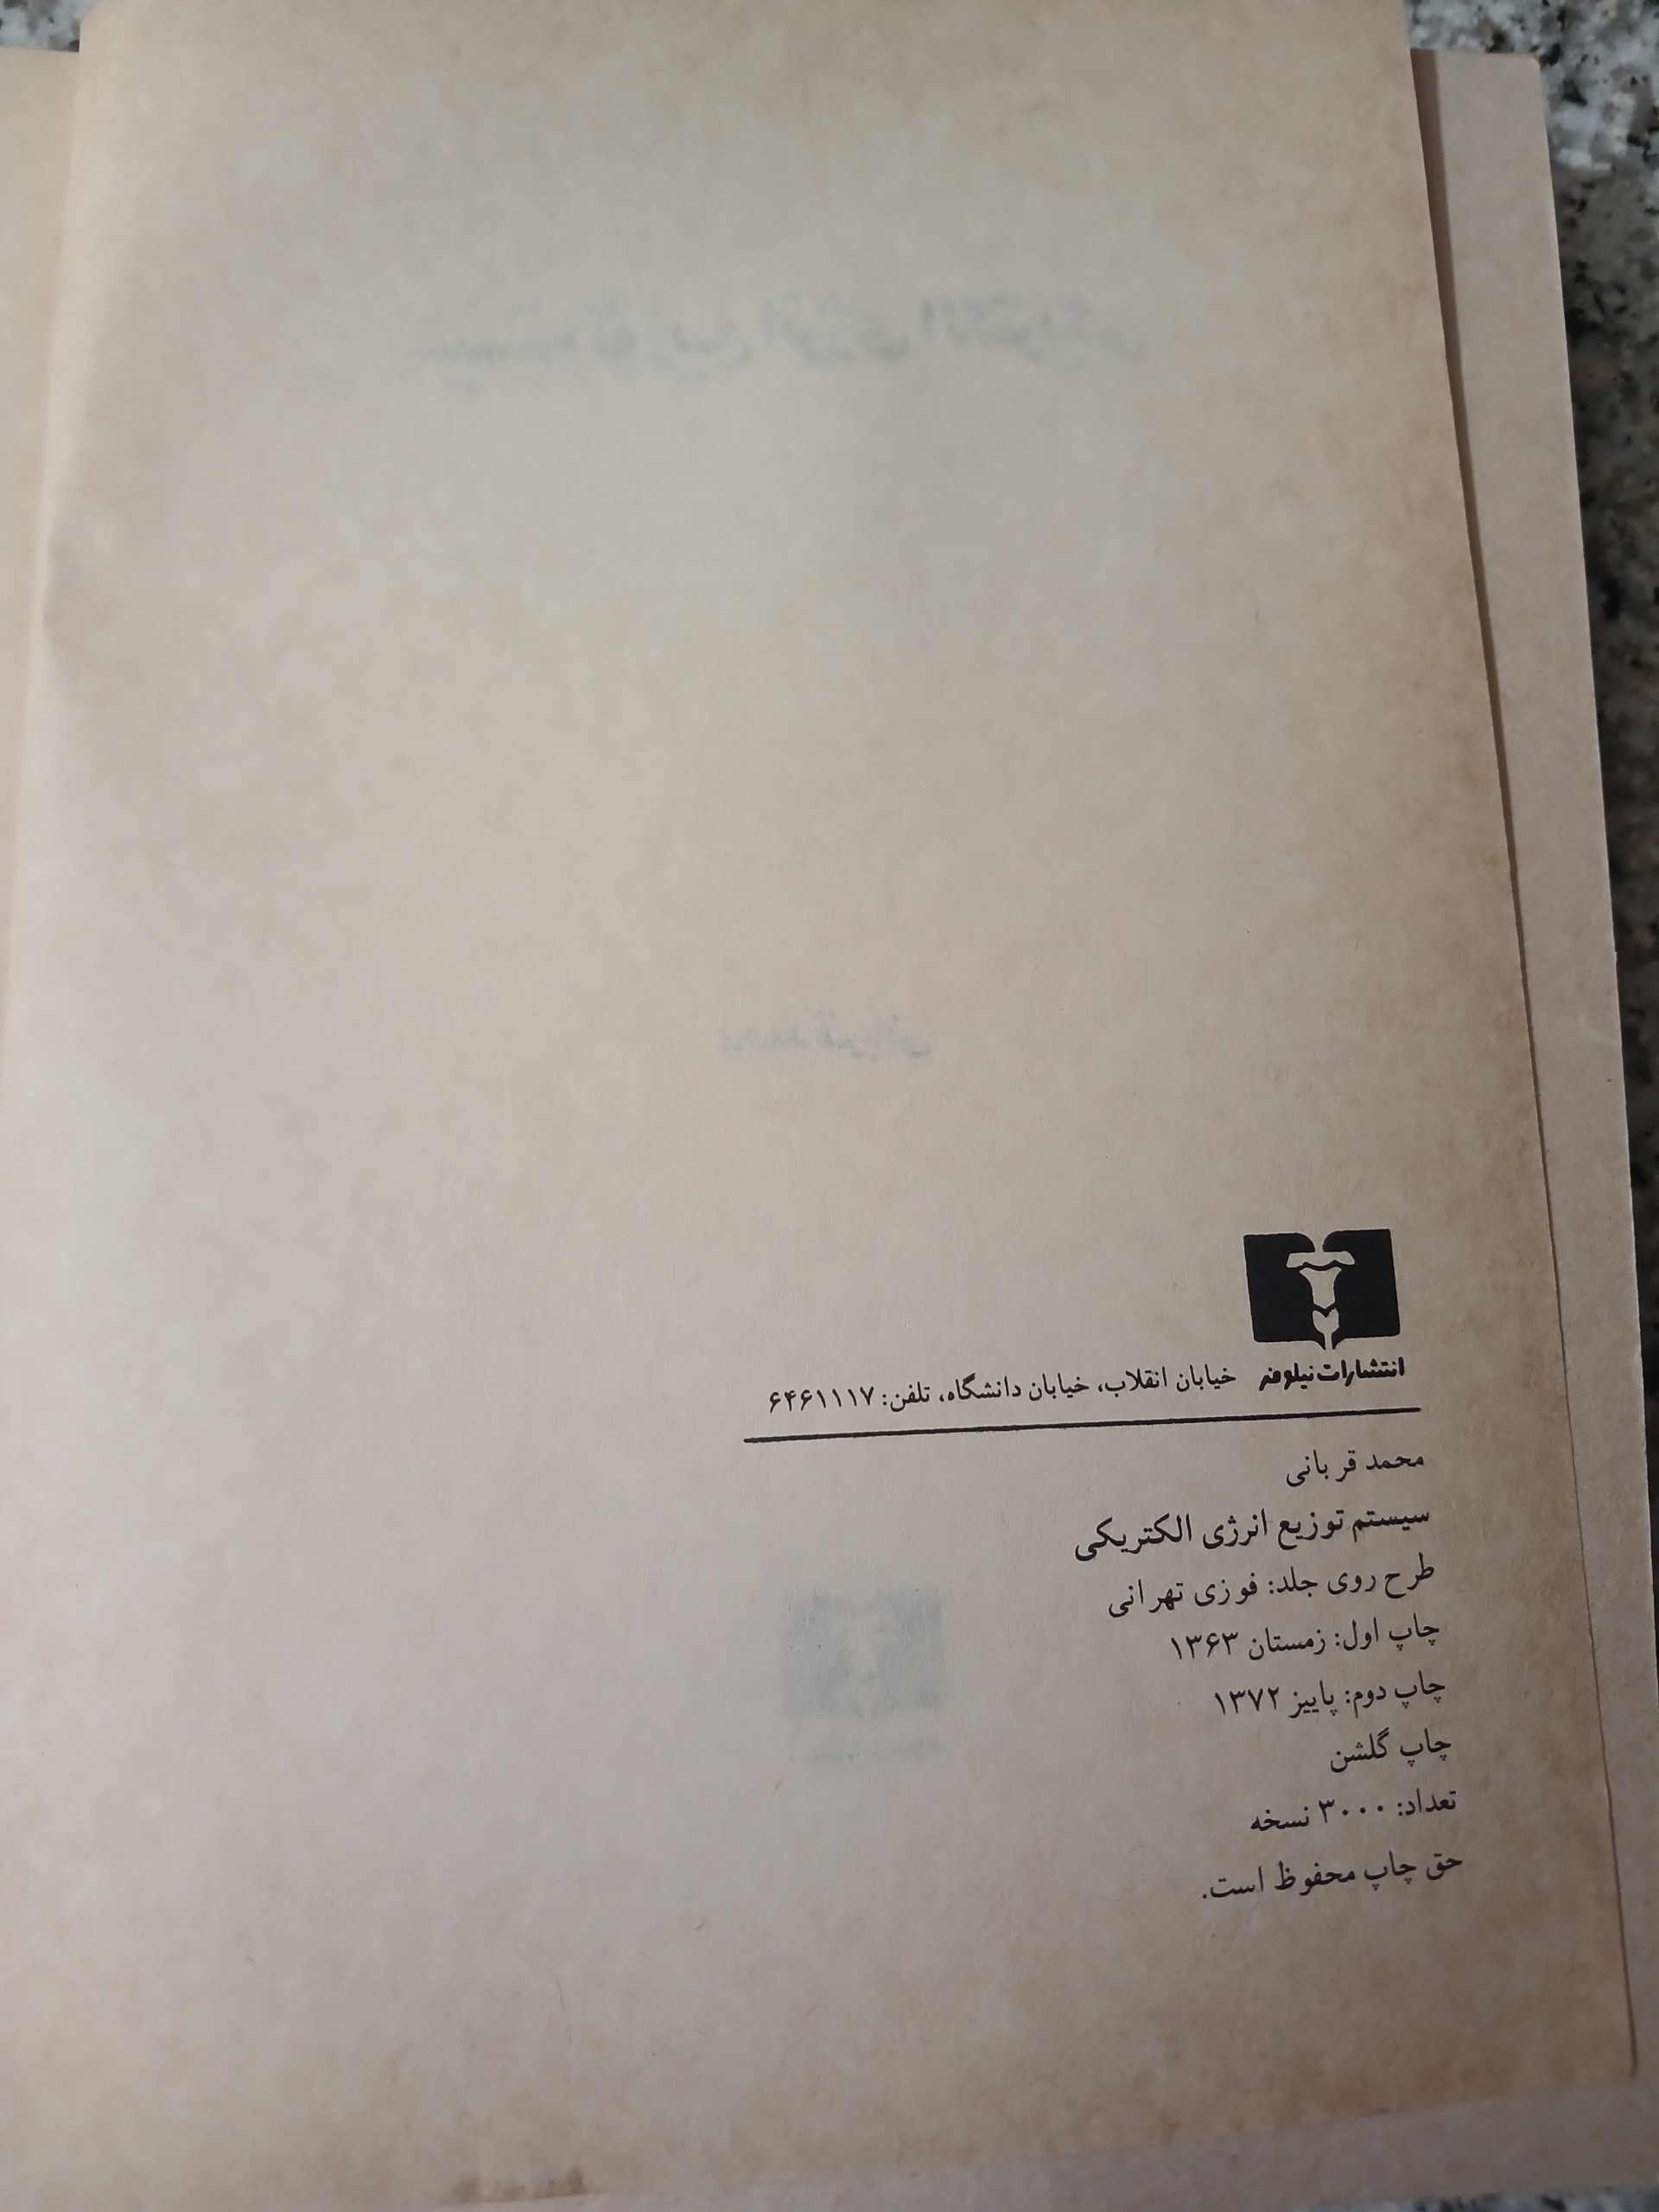 انتشارات نیلوفر خیابان انقلاب، خیابان دانشگاه، تلفن: ۶۴۶۱۱۱۷
محمد قربانی
سیستم توزیع انرژی الکتریکی
طرح روی جلد: فوزی تهرانی
چاپ اول: زمستان ۱۳۶۳
چاپ دوم: پاییز ۱۳۷۲
چاپ گلشن
تعداد: ۳۰۰۰ نسخه
حق چاپ محفوظ است.